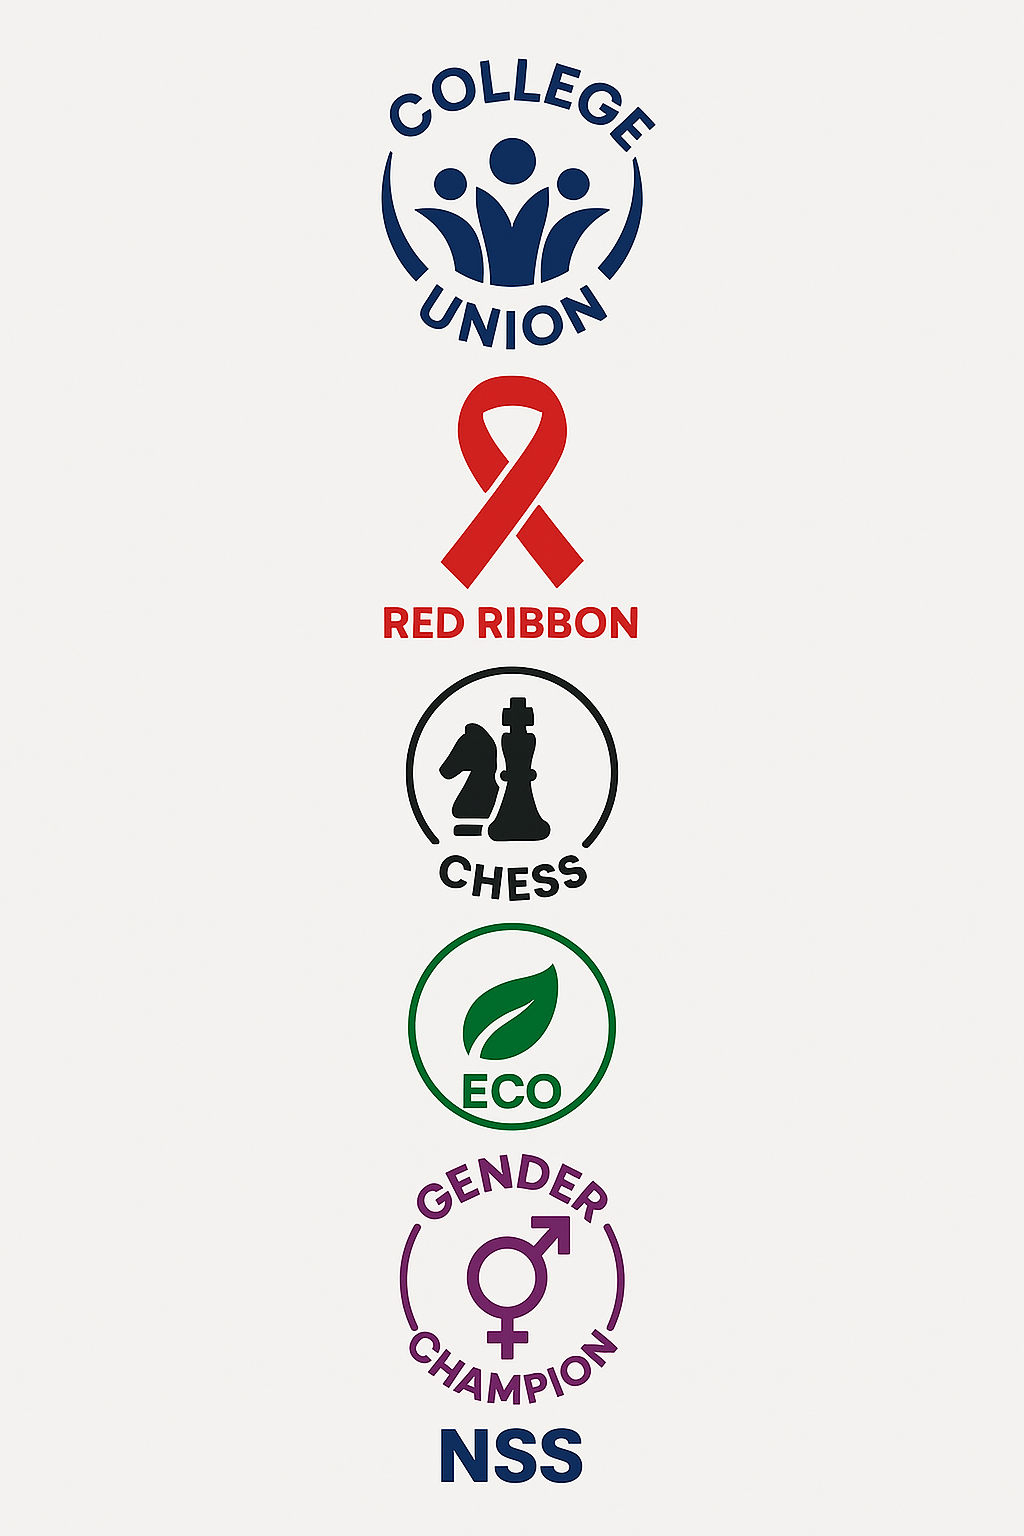 COLLEGE
UNION
RED RIBBON
CHESS
ECO
GENDER
CHAMPION
NSS